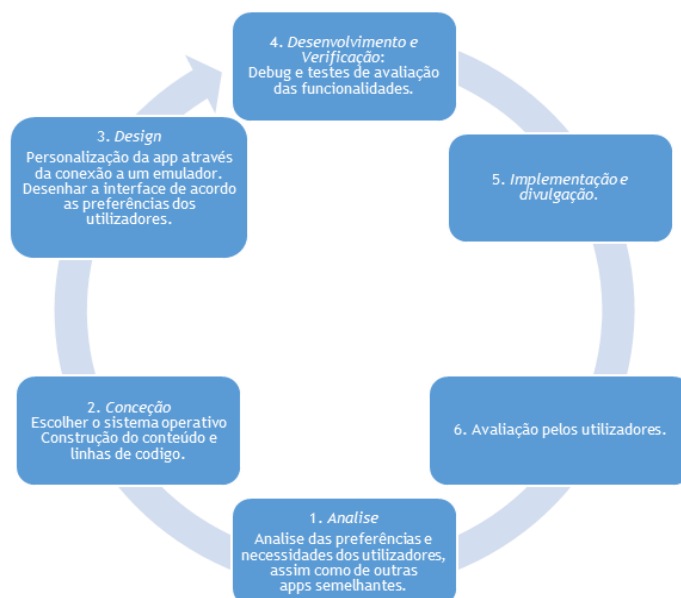 4. Desenvolvimento e
Verificação:
Debug e testes de avaliação
das funcionalidades.
3. Design
Personalização da app através
da conexão a um emulador.
Desenhar a interface de acordo
as preferências dos
utilizadores.
5. Implementação e
divulgação.
2. Conceção
Escolher o sistema operativo
Construção do conteúdo e
linhas de codigo.
6. Avaliação pelos utilizadores.
1. Analise
Analise das preferências e
necessidades dos utilizadores,
assim como de outras
apps semelhantes.